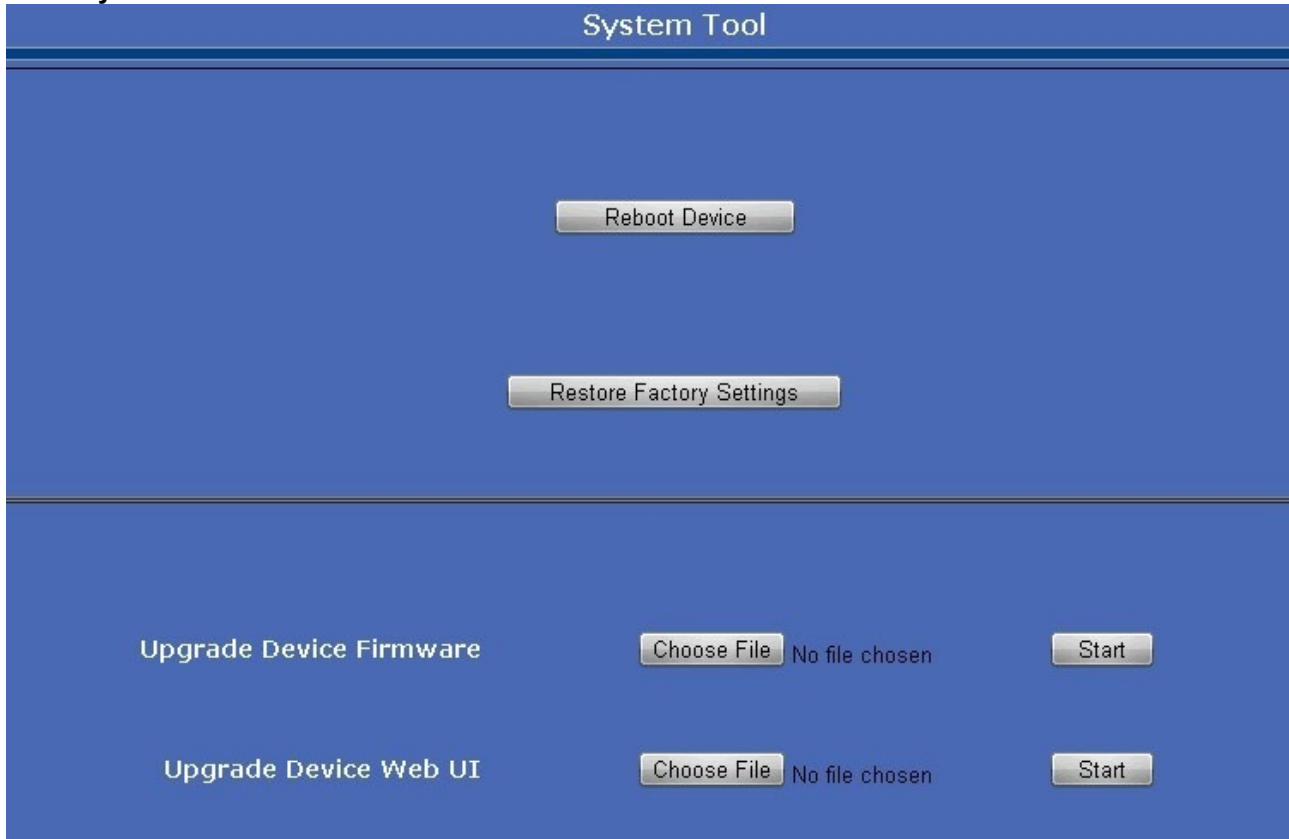 System Tool
Reboot Device
Restore Factory Settings
Upgrade Device Firmware Choose File No file chosen Start
Upgrade Device Web UI Choose File No file chosen Start